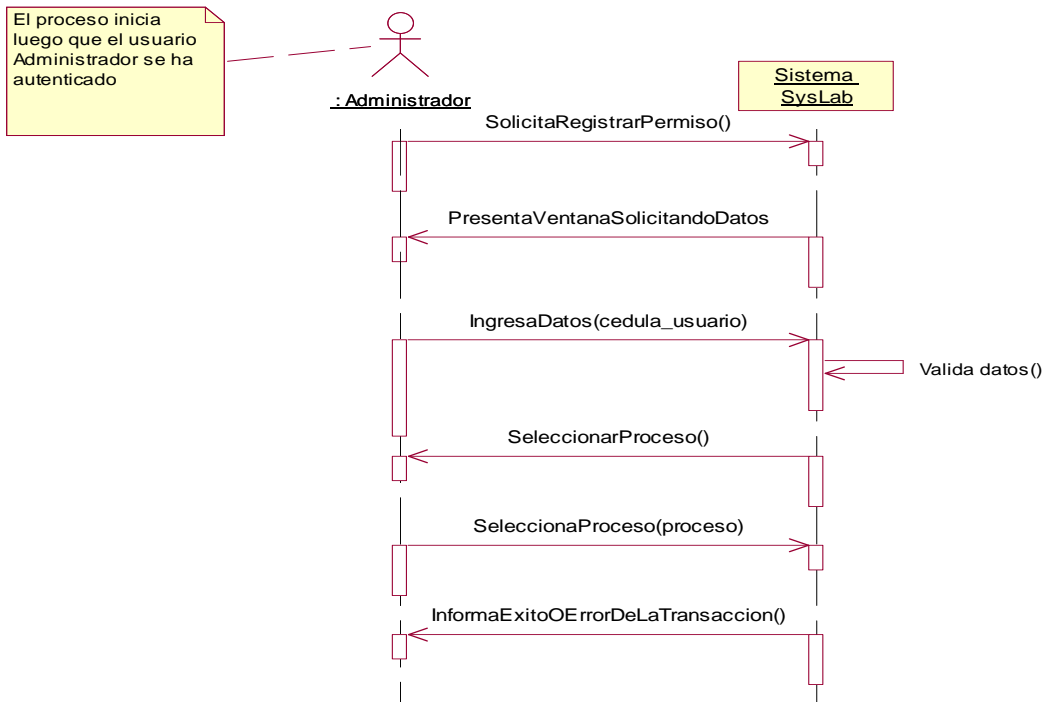 El proceso inicia
luego que el usuario
Administrador se ha
autenticado
: Administrador
Sistema
SysLab
SolicitaRegistrarPermiso()
PresentaVentanaSolicitandoDatos
IngresaDatos(cedula_usuario)
Valida datos()
SeleccionarProceso()
SeleccionaProceso(proceso)
InformaExitoOErrorDeLaTransaccion()